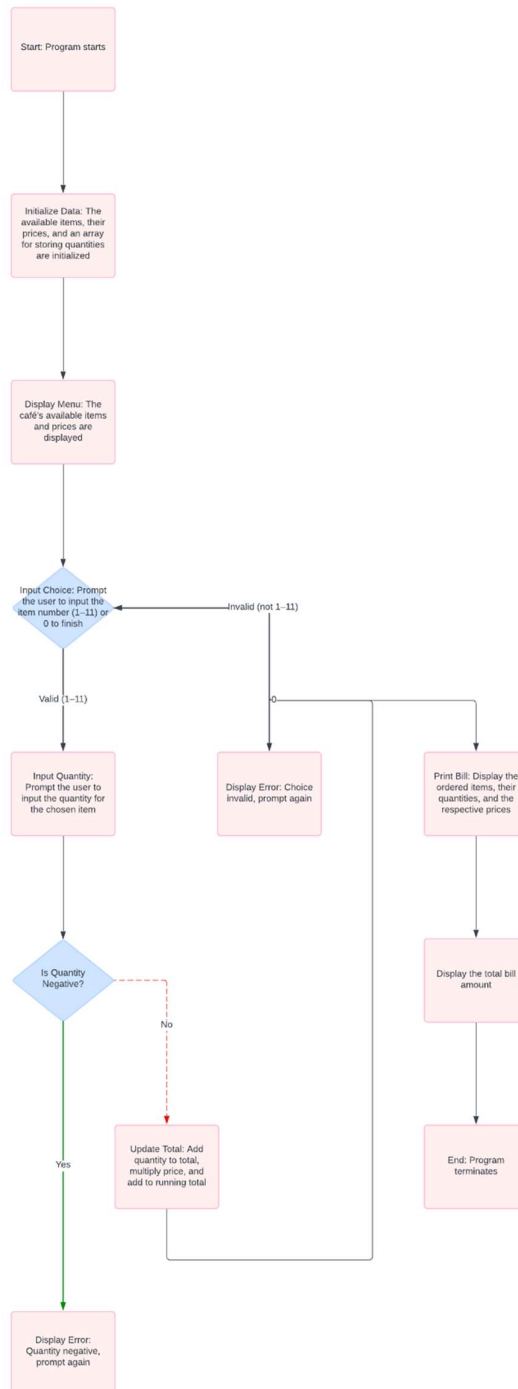 Start: Program starts
Initialize Data: The
available items, their
prices, and an array
for storing quantities
are initialized
Display Menu: The
café's available items
and prices are
displayed
Input Choice: Prompt
the user to input the
item number (1–11) or
0 to finish
Invalid (not 1–11)
Valid (1–11)
0
Input Quantity:
Prompt the user to
input the quantity for
the chosen item
Display Error: Choice
invalid, prompt again
Print Bill: Display the
ordered items, their
quantities, and the
respective prices
Is Quantity
Negative?
Display the total bill
amount
No
Update Total: Add
quantity to total,
multiply price, and
add to running total
End: Program
terminates
Yes
Display Error:
Quantity negative,
prompt again